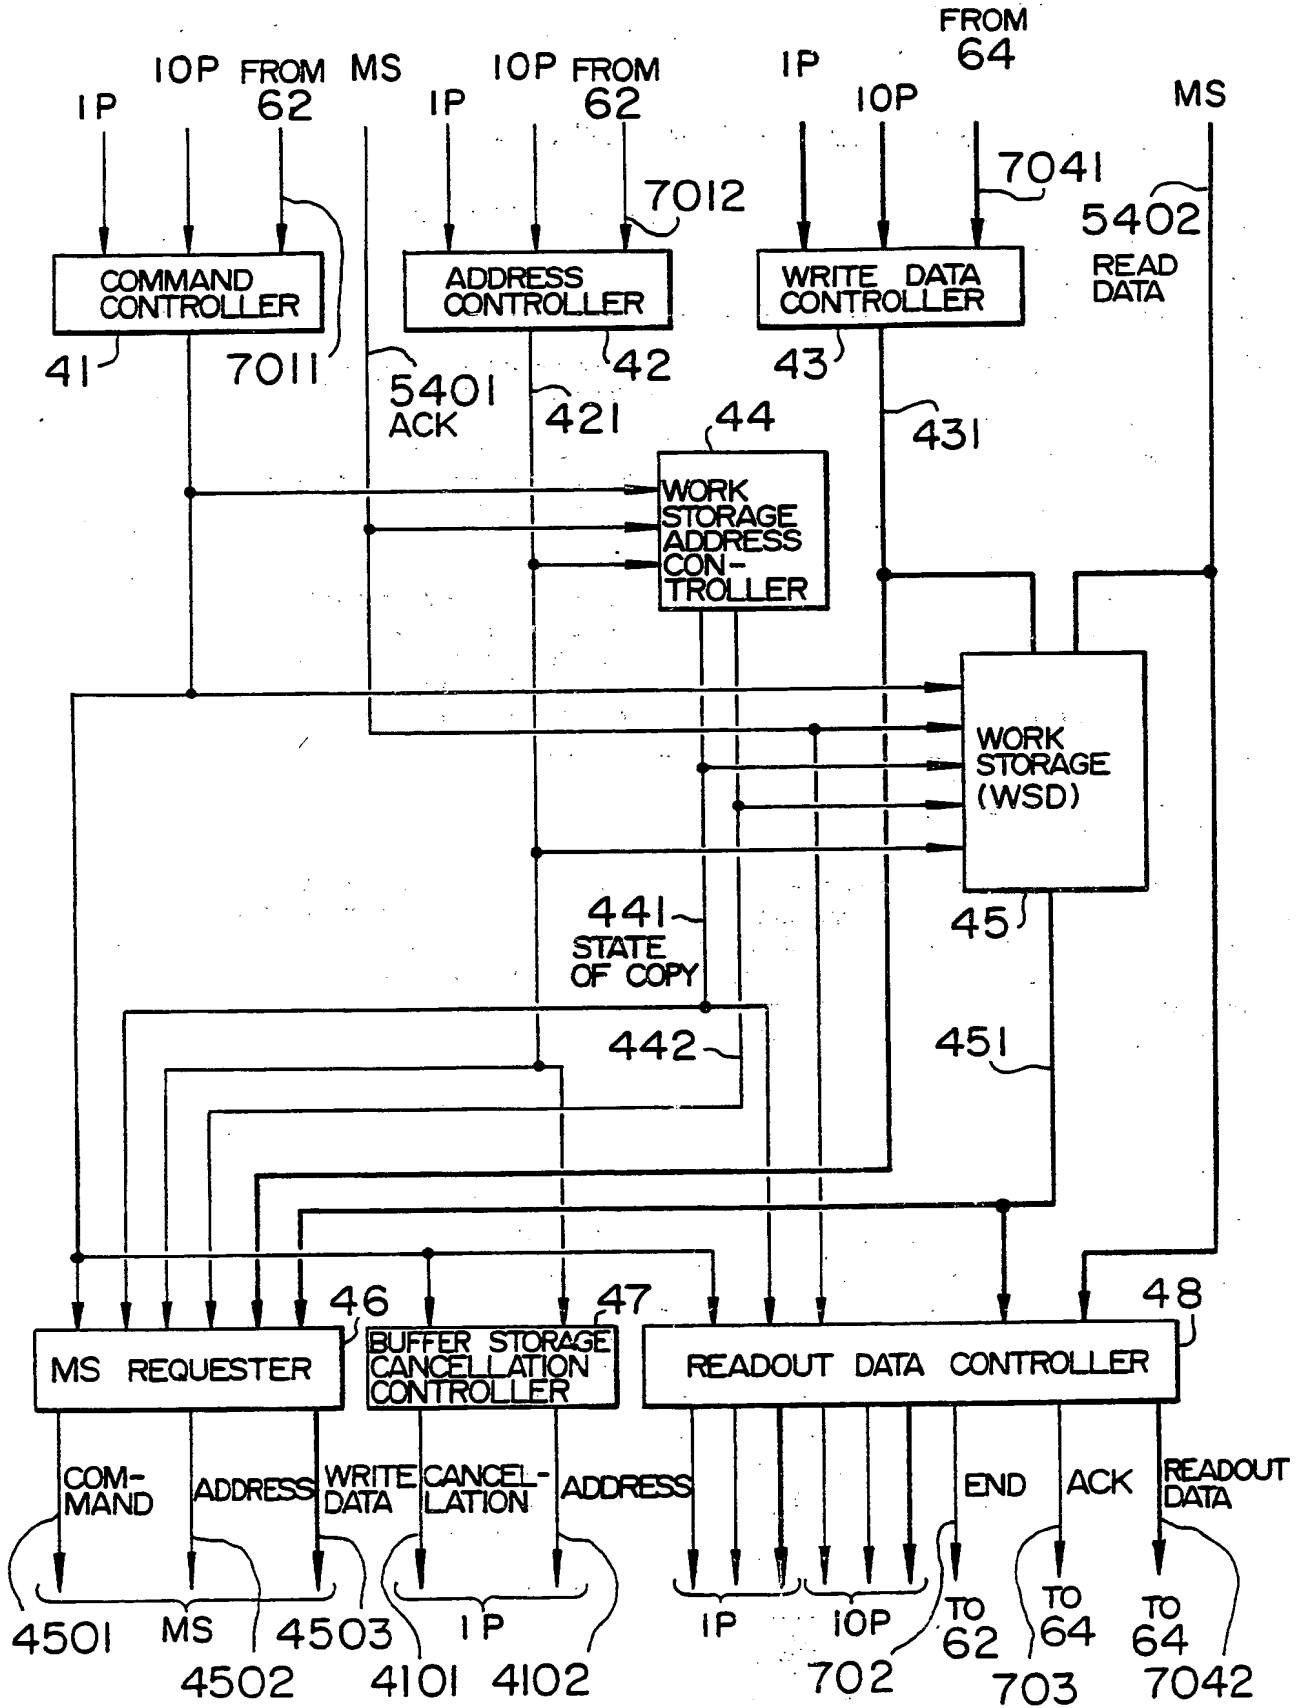 FROM
64
IP
IOP
FROM
62
MS
IP
IOP
FROM
62
IP
IOP
MS
7012
7041
5402
READ
DATA
COMMAND
CONTROLLER
ADDRESS
CONTROLLER
WRITE DATA
CONTROLLER
41
7011
5401
ACK
421
42
43
431
44
WORK
STORAGE
ADDRESS
CON-
TROLLER
WORK
STORAGE
(WSD)
45
441
STATE
OF COPY
442
451
46
47
48
MS REQUESTER
BUFFER STORAGE
CANCELLATION
CONTROLLER
READOUT DATA CONTROLLER
COM-
MAND
ADDRESS
WRITE
DATA
CANCEL-
LATION
ADDRESS
END
ACK
READOUT
DATA
4501
MS
4502
4503
4101
IP
4102
IP
IOP
702
TO
62
703
TO
64
TO
64
7042